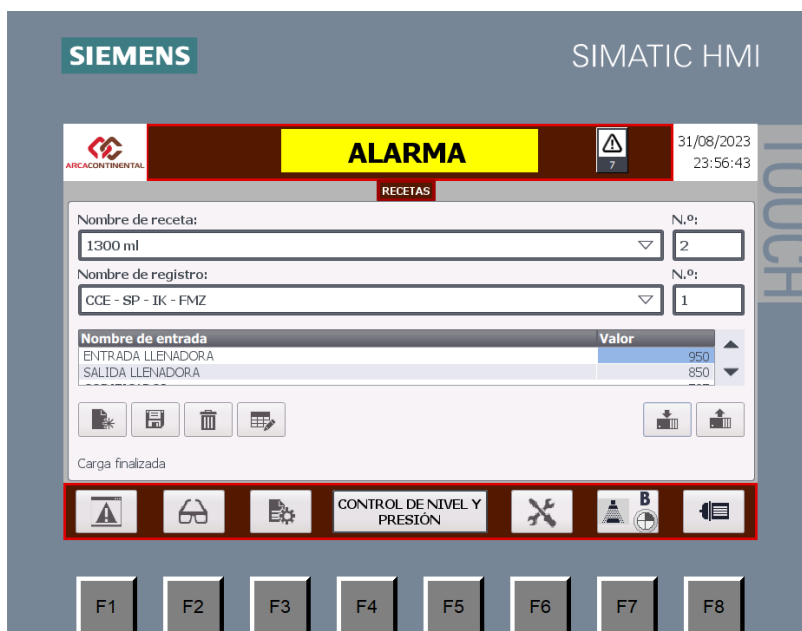 SIEMENS
SIMATIC HMI
TOUCH
ARCACONTINENTAL
ALARMA
7
31/08/2023
23:56:43
RECETAS
Nombre de receta:
N.º:
1300 ml
2
Nombre de registro:
N.º:
CCE - SP - IK - FMZ
1
Nombre de entrada Valor
ENTRADA LLENADORA 950
SALIDA LLENADORA 850
Carga finalizada
CONTROL DE NIVEL Y
PRESIÓN
B
F1 F2 F3 F4 F5 F6 F7 F8